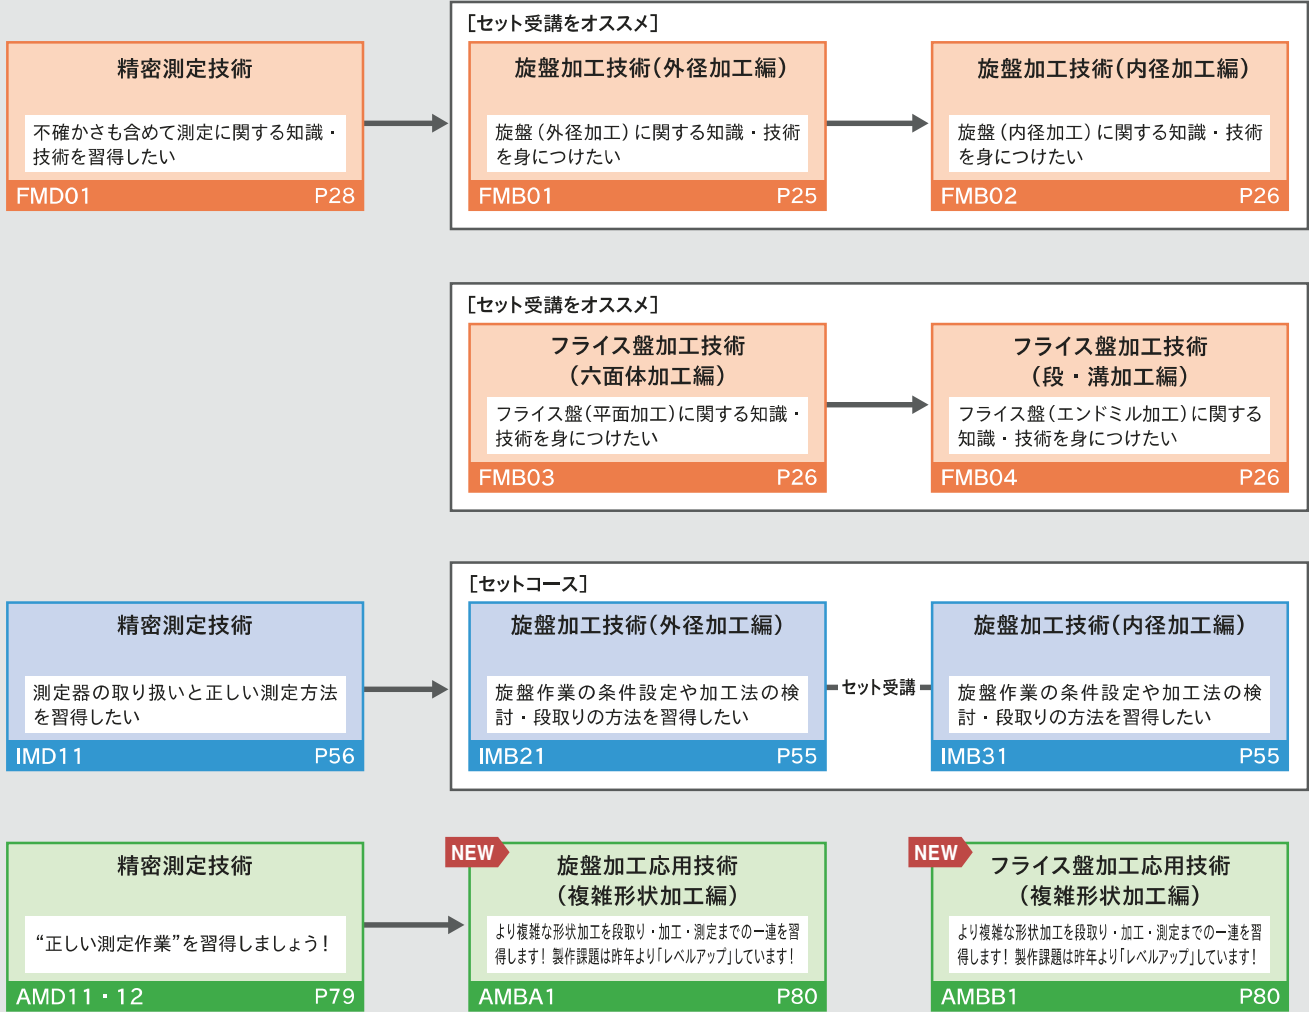 [セット受講をオススメ]
精密測定技術
不確かさも含めて測定に関する知識・
技術を習得したい
FMD01 P28
旋盤加工技術(外径加工編)
旋盤(外径加工)に関する知識・技術
を身につけたい
FMB01 P25
旋盤加工技術(内径加工編)
旋盤(内径加工)に関する知識・技術
を身につけたい
FMB02 P26
[セット受講をオススメ]
フライス盤加工技術
(六面体加工編)
フライス盤(平面加工)に関する知識・
技術を身につけたい
FMB03 P26
フライス盤加工技術
(段・溝加工編)
フライス盤(エンドミル加工)に関する
知識・技術を身につけたい
FMB04 P26
[セットコース]
精密測定技術
測定器の取り扱いと正しい測定方法
を習得したい
IMD11 P56
旋盤加工技術(外径加工編)
旋盤作業の条件設定や加工法の検
討・段取りの方法を習得したい
IMB21 P55
セット受講
旋盤加工技術(内径加工編)
旋盤作業の条件設定や加工法の検
討・段取りの方法を習得したい
IMB31 P55
精密測定技術
“正しい測定作業”を習得しましょう!
AMD11・12 P79
NEW
旋盤加工応用技術
(複雑形状加工編)
より複雑な形状加工を段取り・加工・測定までの一連を習
得します! 製作課題は昨年より「レベルアップ」しています!
AMBA1 P80
NEW
フライス盤加工応用技術
(複雑形状加工編)
より複雑な形状加工を段取り・加工・測定までの一連を習
得します! 製作課題は昨年より「レベルアップ」しています!
AMBB1 P80